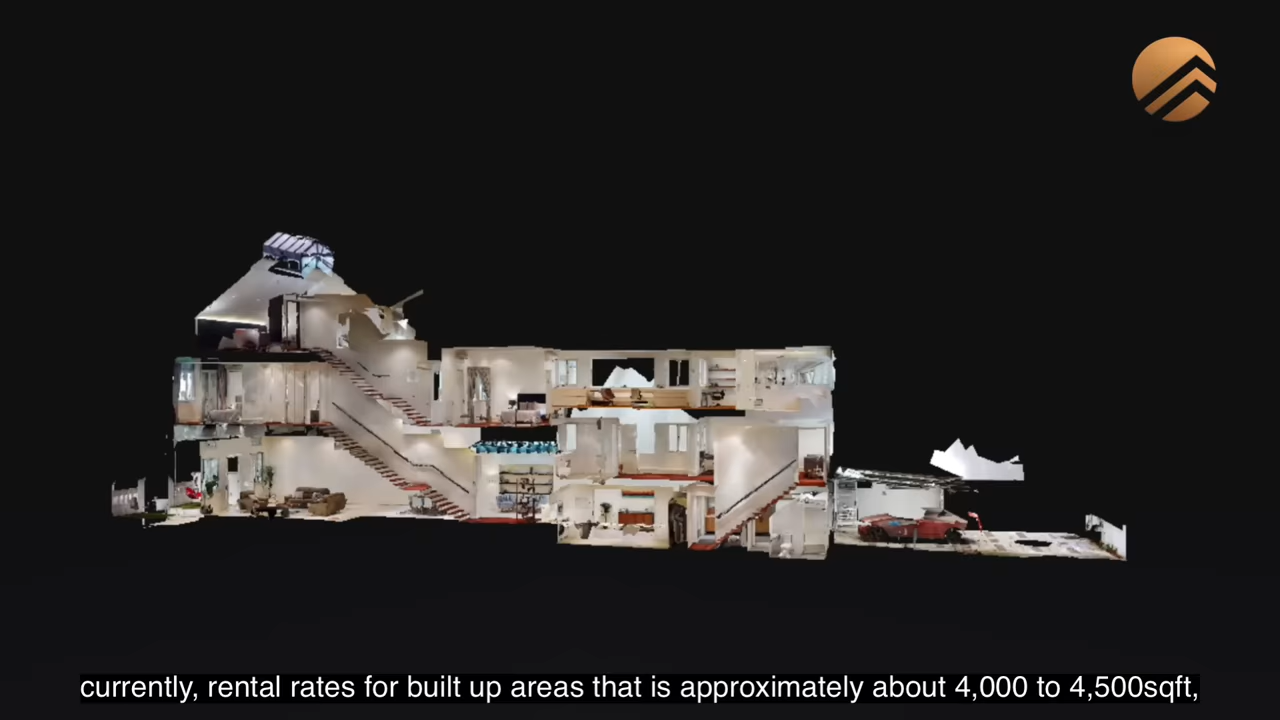 currently, rental rates for built up areas that is approximately about 4,000 to 4,500sqft,